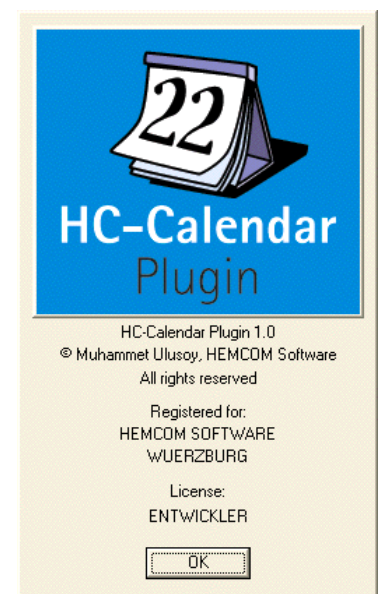 22
HC-Calendar
Plugin
HC-Calendar Plugin 1.0
© Muhammet Ulusoy, HEMCOM Software
All rights reserved
Registered for:
HEMCOM SOFTWARE
WUERZBURG
License:
ENTWICKLER
OK